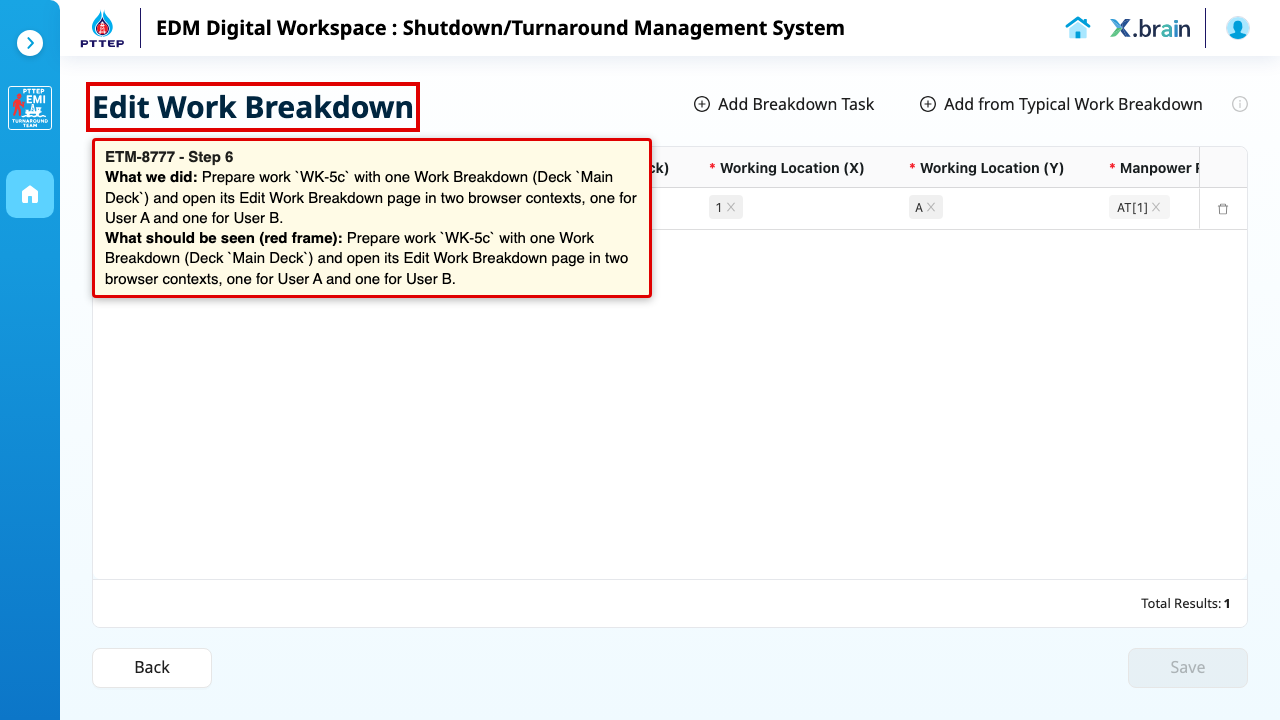 PTTEP
EDM Digital Workspace : Shutdown/Turnaround Management System
X.brain
PTTEP
EMI
TURNAROUND
TEAM
Edit Work Breakdown
Add Breakdown Task
Add from Typical Work Breakdown
ck)
* Working Location (X)
* Working Location (Y)
* Manpower
1
A
AT[1]
ETM-8777 - Step 6
What we did: Prepare work `WK-5c` with one Work Breakdown (Deck `Main
Deck`) and open its Edit Work Breakdown page in two browser contexts, one for
User A and one for User B.
What should be seen (red frame): Prepare work `WK-5c` with one Work
Breakdown (Deck `Main Deck`) and open its Edit Work Breakdown page in two
browser contexts, one for User A and one for User B.
Total Results: 1
Back
Save